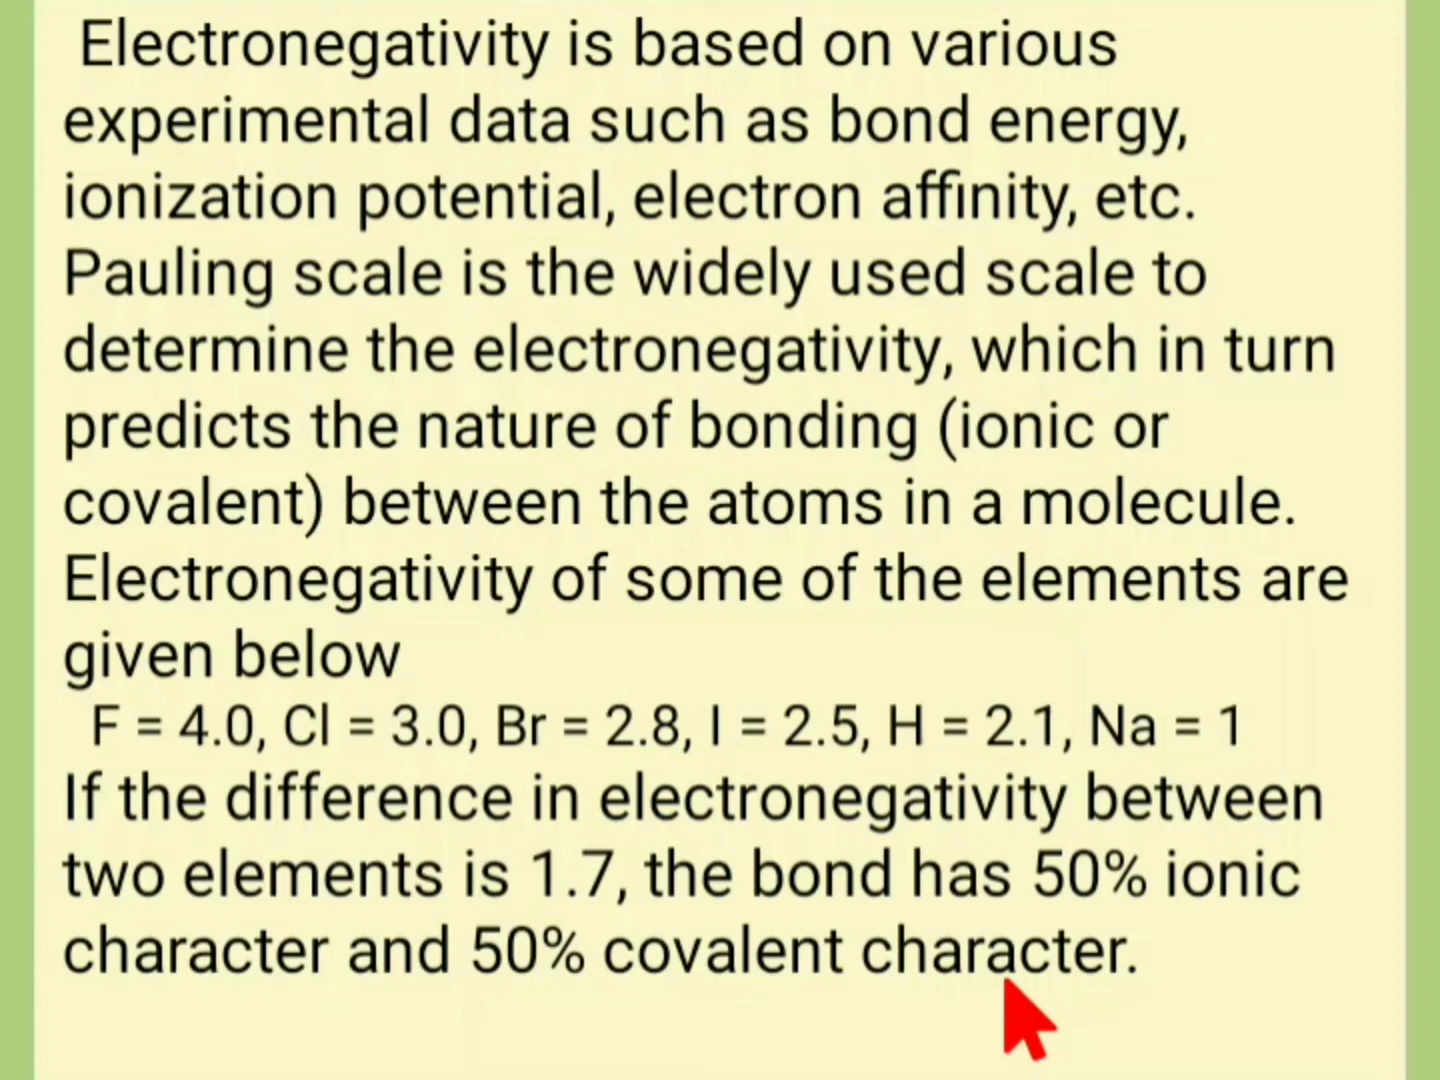 Electronegativity is based on various
experimental data such as bond energy,
ionization potential, electron affinity, etc.
Pauling scale is the widely used scale to
determine the electronegativity, which in turn
predicts the nature of bonding (ionic or
covalent) between the atoms in a molecule.
Electronegativity of some of the elements are
given below
F = 4.0, Cl = 3.0, Br = 2.8, I = 2.5, H = 2.1, Na = 1
If the difference in electronegativity between
two elements is 1.7, the bond has 50% ionic
character and 50% covalent character.